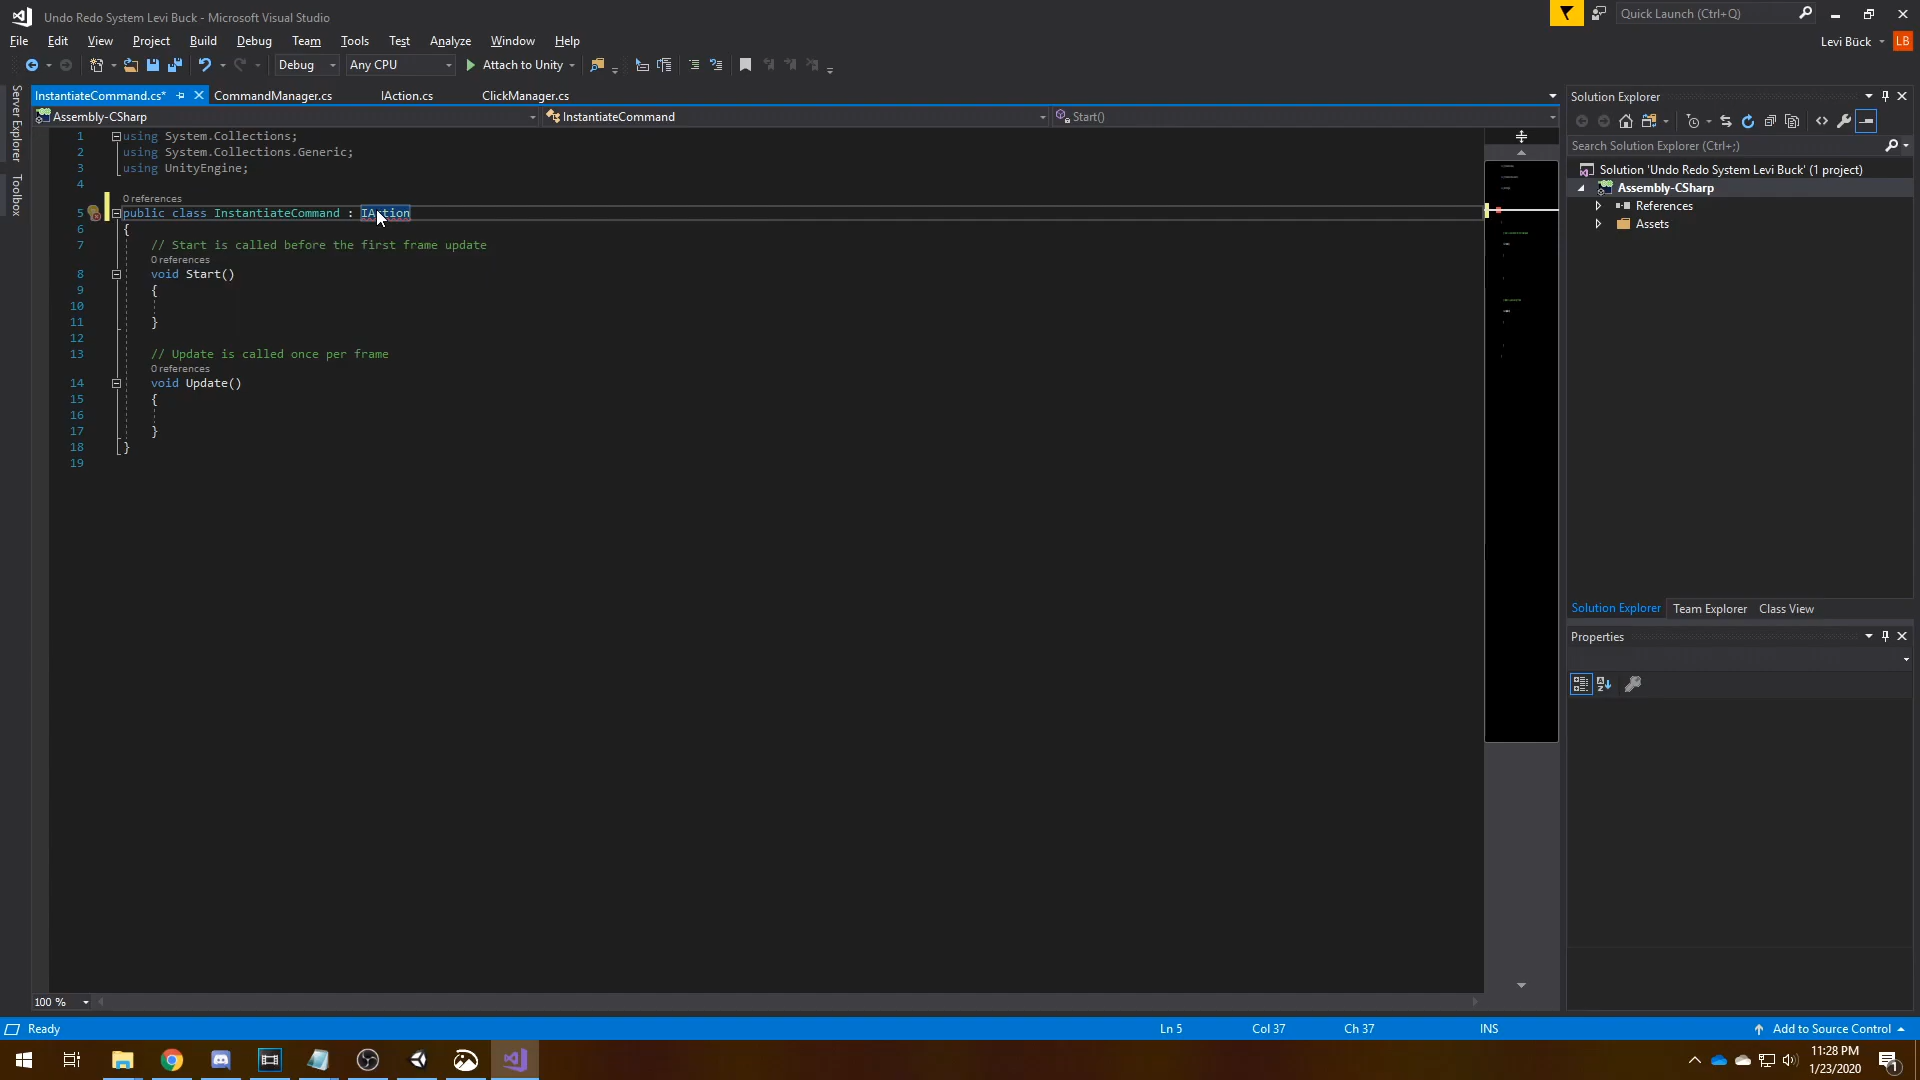 Undo Redo System Levi Buck - Microsoft Visual Studio
Quick Launch (Ctrl+Q)
File Edit View Project Build Debug Team Tools Test Analyze Window Help
Levi Bück LB
Debug Any CPU Attach to Unity
Server Explorer
Toolbox
InstantiateCommand.cs* CommandManager.cs IAction.cs ClickManager.cs
Assembly-CSharp InstantiateCommand Start()
1 using System.Collections;
2 using System.Collections.Generic;
3 using UnityEngine;
4
0 references
5 public class InstantiateCommand : IAction
6 {
7 // Start is called before the first frame update
0 references
8 void Start()
9 {
10
11 }
12
13 // Update is called once per frame
0 references
14 void Update()
15 {
16
17 }
18 }
19
100 %
Solution Explorer
Search Solution Explorer (Ctrl+;)
Solution 'Undo Redo System Levi Buck' (1 project)
Assembly-CSharp
References
Assets
Solution Explorer Team Explorer Class View
Properties
Ready Ln 5 Col 37 Ch 37 INS Add to Source Control
11:28 PM
1/23/2020
1